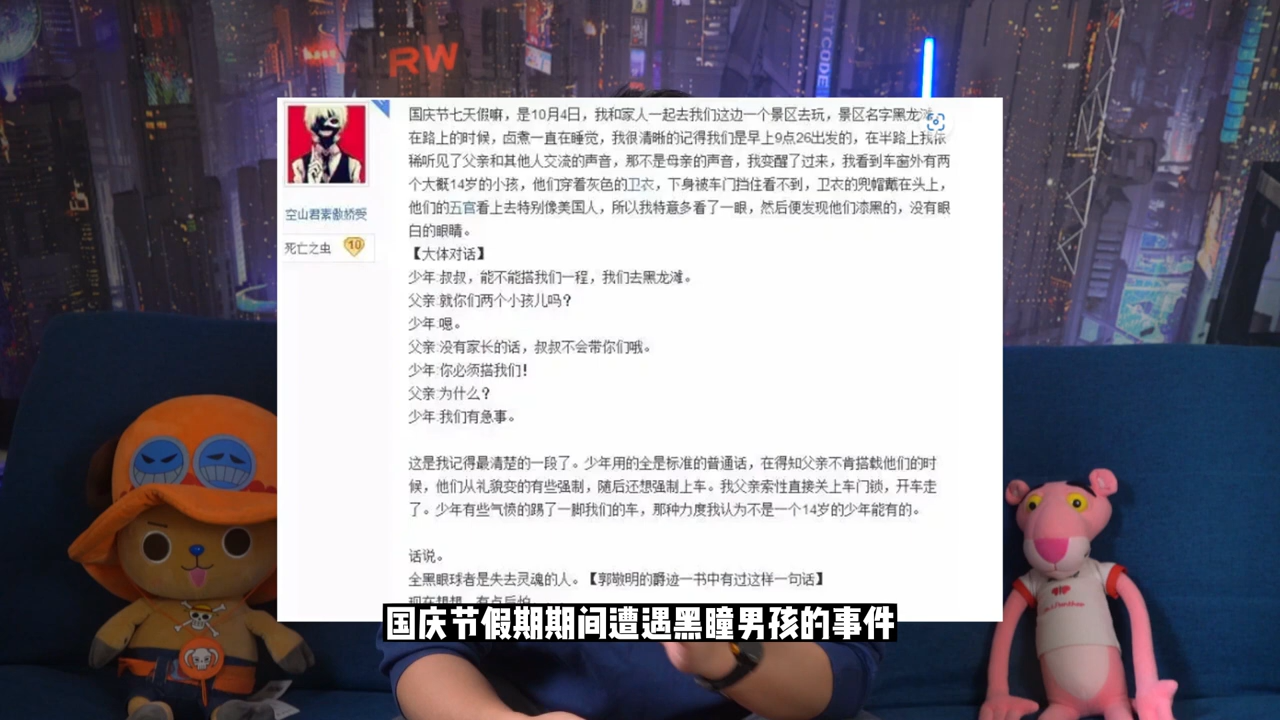 RW
国庆节七天假嘛，是10月4日，我和家人一起去我们这边一个景区去玩，景区名字黑龙滩
在路上的时候，卤煮一直在睡觉，我很清晰的记得我们是早上9点26出发的，在半路上我依
稀听见了父亲和其他人交流的声音，那不是母亲的声音，我变醒了过来，我看到车窗外有两
个大概14岁的小孩，他们穿着灰色的卫衣，下身被车门挡住看不到，卫衣的兜帽戴在头上，
他们的五官看上去特别像美国人，所以我特意多看了一眼，然后便发现他们漆黑的，没有眼
白的眼睛。
【大体对话】
少年:叔叔，能不能搭我们一程，我们去黑龙滩。
父亲:就你们两个小孩儿吗？
少年:嗯。
父亲:没有家长的话，叔叔不会带你们哦。
少年:你必须搭我们！
父亲:为什么？
少年:我们有急事。
这是我记得最清楚的一段了。少年用的全是标准的普通话，在得知父亲不肯搭载他们的时
候，他们从礼貌变的有些强制，随后还想强制上车。我父亲索性直接关上车门锁，开车走
了。少年有些气愤的踢了一脚我们的车，那种力度我认为不是一个14岁的少年能有的。
话说。
全黑眼球者是失去灵魂的人。【郭敬明的爵迹一书中有过这样一句话】
现在想想，有点后怕
空山君素傲娇受
死亡之虫 10
国庆节假期期间遭遇黑瞳男孩的事件